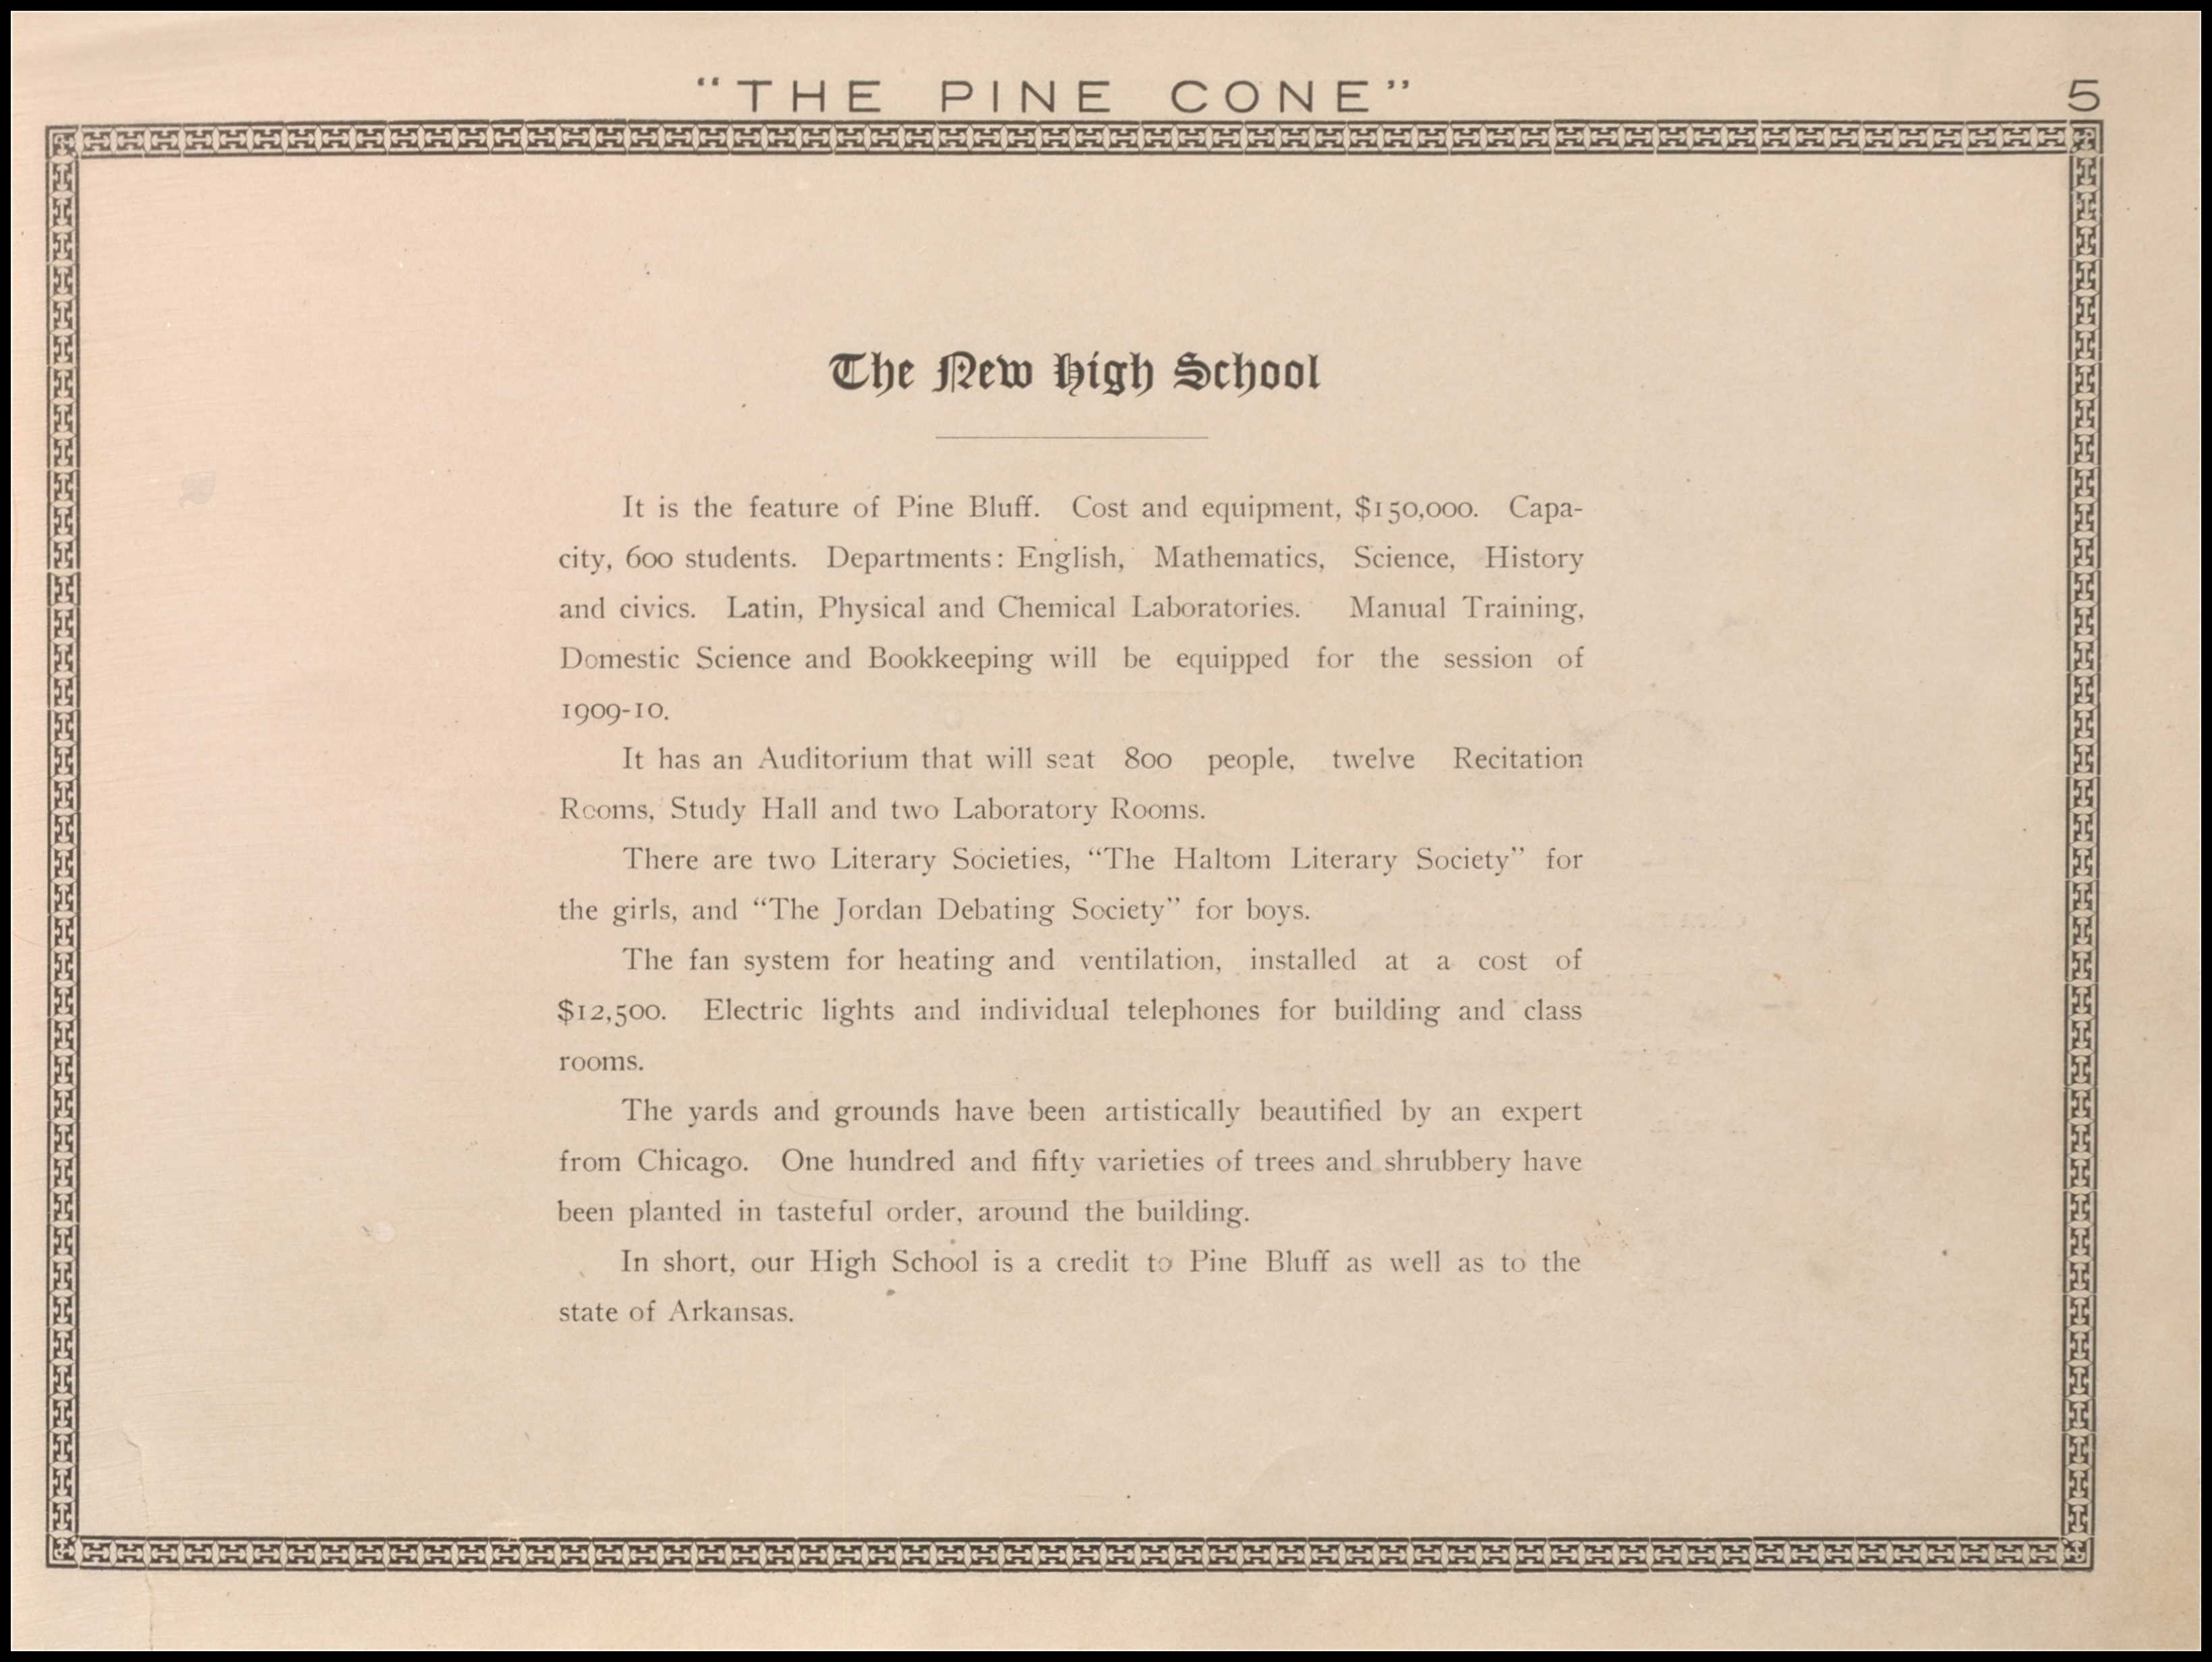 "THE PINE CONE" 5
The New High School
It is the feature of Pine Bluff. Cost and equipment, $150,000. Capa-
city, 600 students. Departments: English, Mathematics, Science, History
and civics. Latin, Physical and Chemical Laboratories. Manual Training,
Domestic Science and Bookkeeping will be equipped for the session of
1909-10.
It has an Auditorium that will seat 800 people, twelve Recitation
Rooms, Study Hall and two Laboratory Rooms.
There are two Literary Societies, "The Haltom Literary Society" for
the girls, and "The Jordan Debating Society" for boys.
The fan system for heating and ventilation, installed at a cost of
$12,500. Electric lights and individual telephones for building and class
rooms.
The yards and grounds have been artistically beautified by an expert
from Chicago. One hundred and fifty varieties of trees and shrubbery have
been planted in tasteful order, around the building.
In short, our High School is a credit to Pine Bluff as well as to the
state of Arkansas.